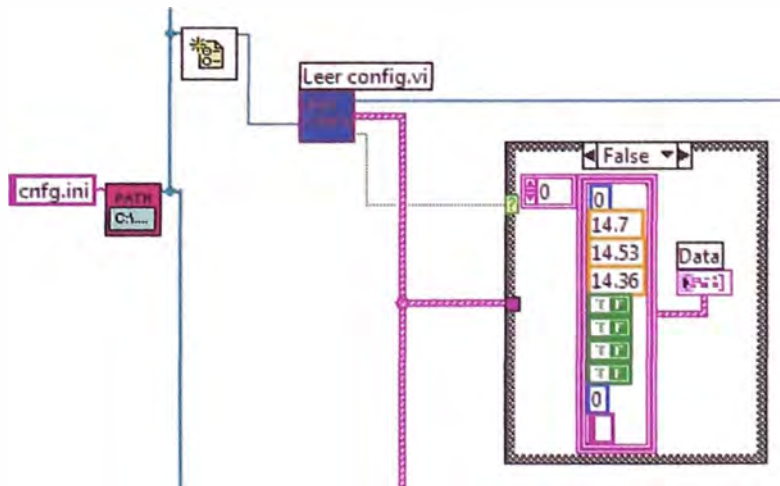 Leer config.vi
False
cnfg.ini
PATH
C:\....
?
0
0
14.7
14.53
14.36
Data
T F
T F
T F
T F
0